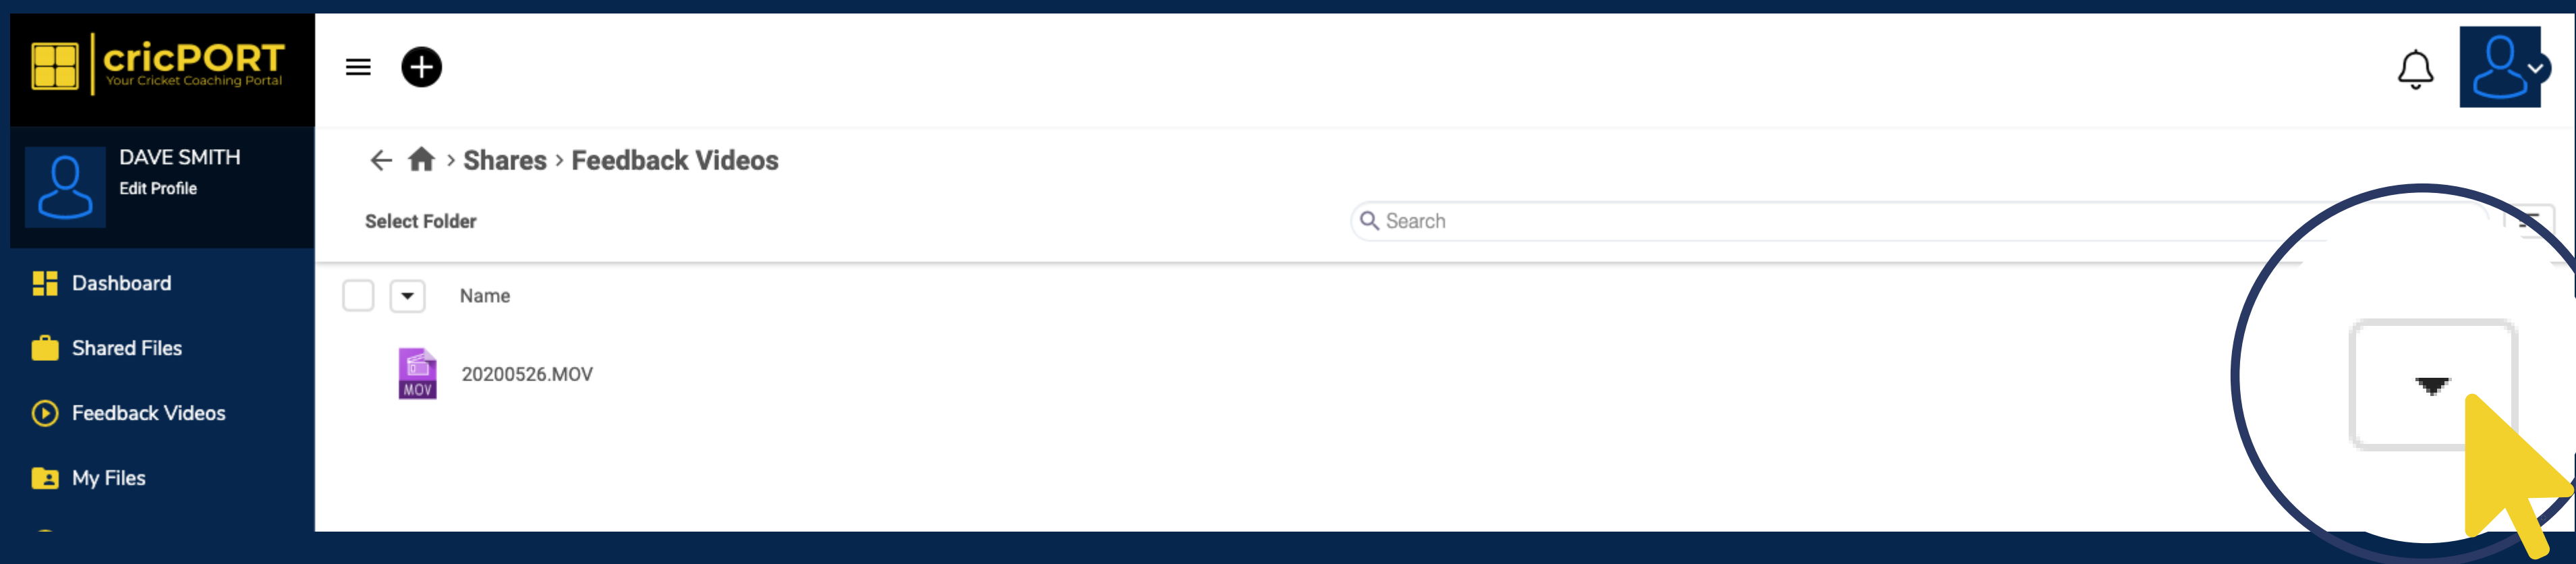 cricPORT
Your Cricket Coaching Portal
DAVE SMITH
Edit Profile
Dashboard
Shared Files
Feedback Videos
My Files
> Shares > Feedback Videos
Select Folder
Search
Name
MOV
20200526.MOV